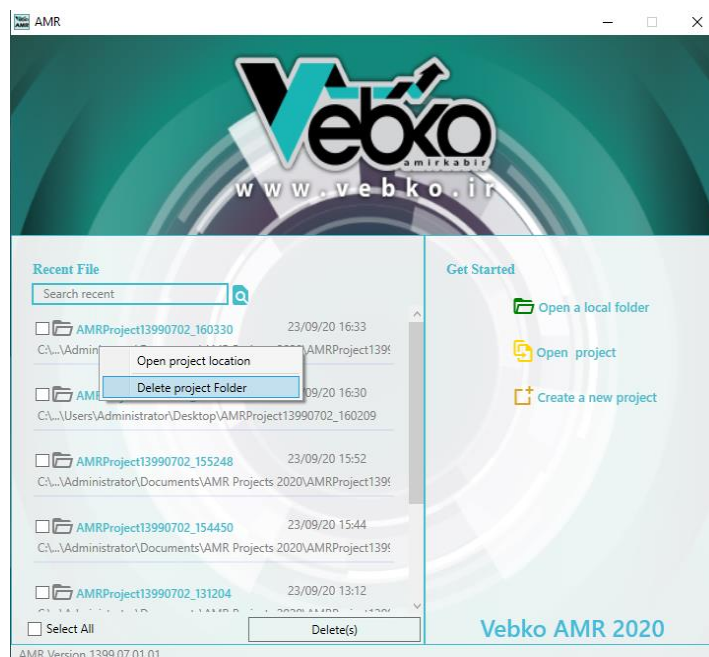 AMR
Vebko
amirkabir
www.vebko.ir
Recent File
Search recent
AMRProject13990702_160330 23/09/20 16:33
C:\...\Admin AMRProject139
Open project location
Delete project Folder
AM 09/20 16:30
C:\...\Users\Administrator\Desktop\AMRProject13990702_160209
AMRProject13990702_155248 23/09/20 15:52
C:\...\Administrator\Documents\AMR Projects 2020\AMRProject139
AMRProject13990702_154450 23/09/20 15:44
C:\...\Administrator\Documents\AMR Projects 2020\AMRProject139
AMRProject13990702_131204 23/09/20 13:12
Select All
Delete(s)
Get Started
Open a local folder
Open project
Create a new project
Vebko AMR 2020
AMR Version 1399.07.01.01